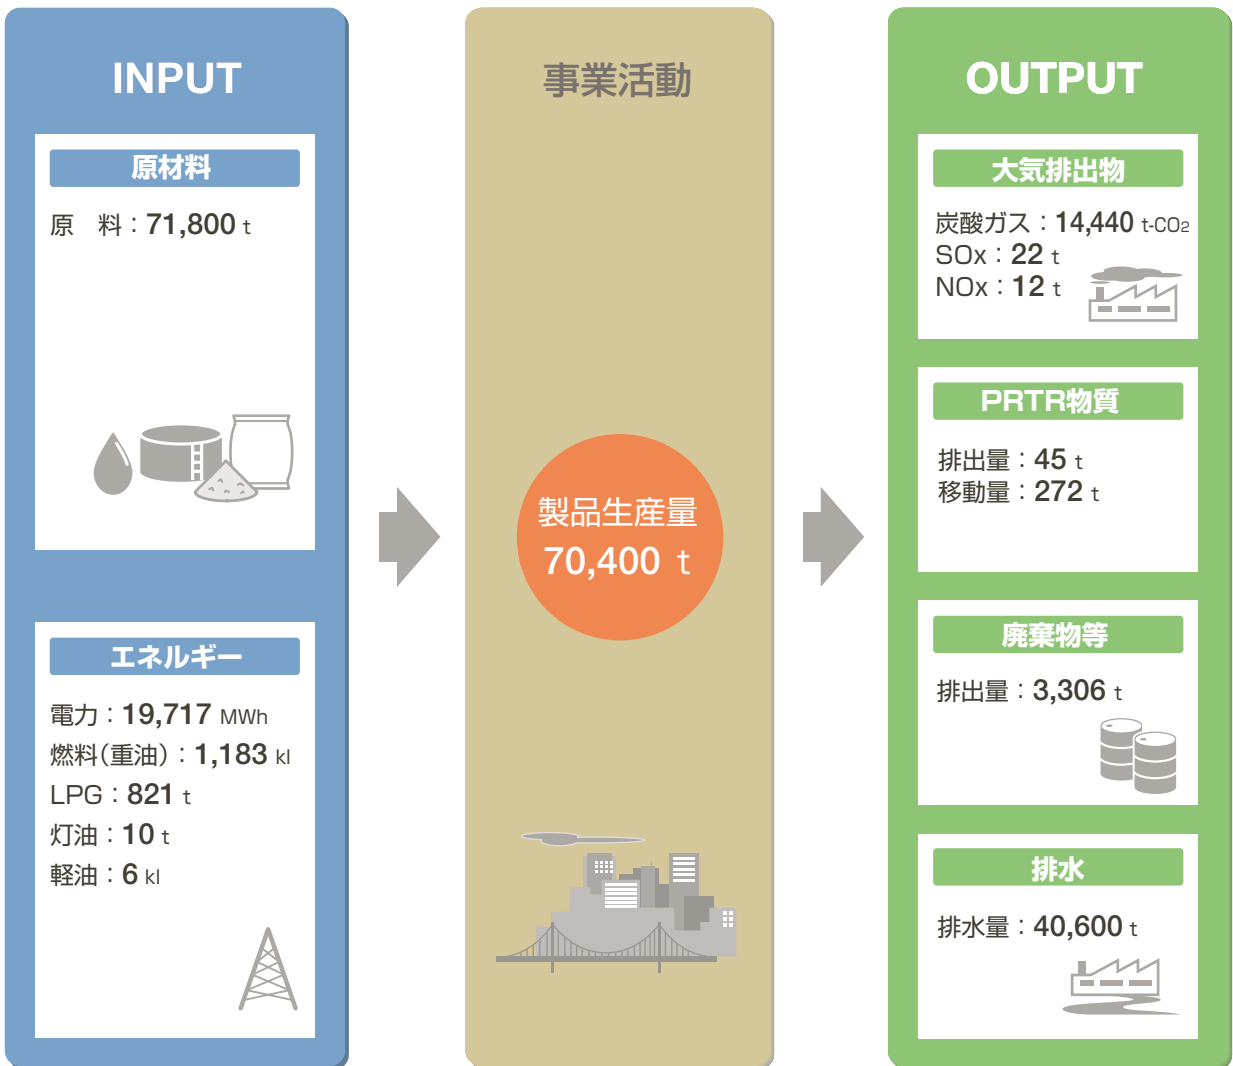 INPUT
原材料
原　料：71,800 t
エネルギー
電力：19,717 MWh
燃料(重油)：1,183 kl
LPG：821 t
灯油：10 t
軽油：6 kl
事業活動
製品生産量
70,400 t
OUTPUT
大気排出物
炭酸ガス：14,440 t-CO2
SOx：22 t
NOx：12 t
PRTR物質
排出量：45 t
移動量：272 t
廃棄物等
排出量：3,306 t
排水
排水量：40,600 t